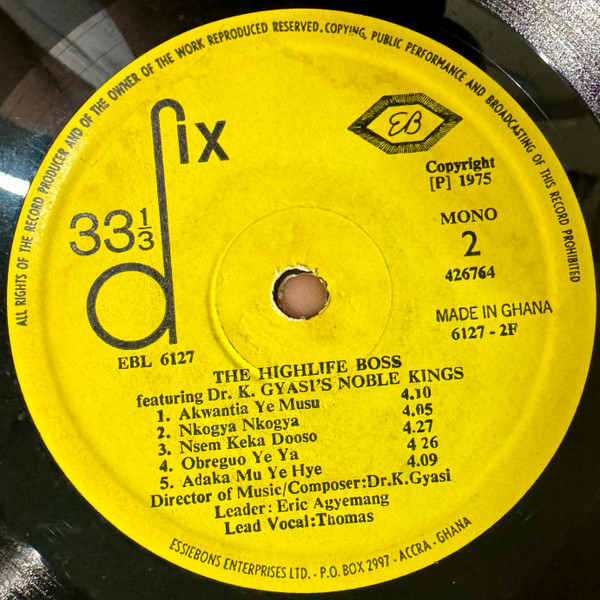 ALL RIGHTS OF THE RECORD PRODUCER AND OF THE OWNER OF THE WORK REPRODUCED RESERVED. COPYING, PUBLIC PERFORMANCE AND BROADCASTING OF THIS RECORD PROHIBITED
dix
EB
Copyright
[P] 1975
33 1/3
MONO
2
426764
MADE IN GHANA
6127 - 2F
EBL 6127
THE HIGHLIFE BOSS
featuring Dr. K. GYASI'S NOBLE KINGS
1. Akwantia Ye Musu 4.10
2. Nkogya Nkogya 4.05
3. Nsem Keka Dooso 4.27
4. Obreguo Ye Ya 4 26
5. Adaka Mu Ye Hye 4.09
Director of Music/Composer:Dr.K.Gyasi
Leader: Eric Agyemang
Lead Vocal:Thomas
ESSIEBONS ENTERPRISES LTD. - P.O. BOX 2997 - ACCRA - GHANA